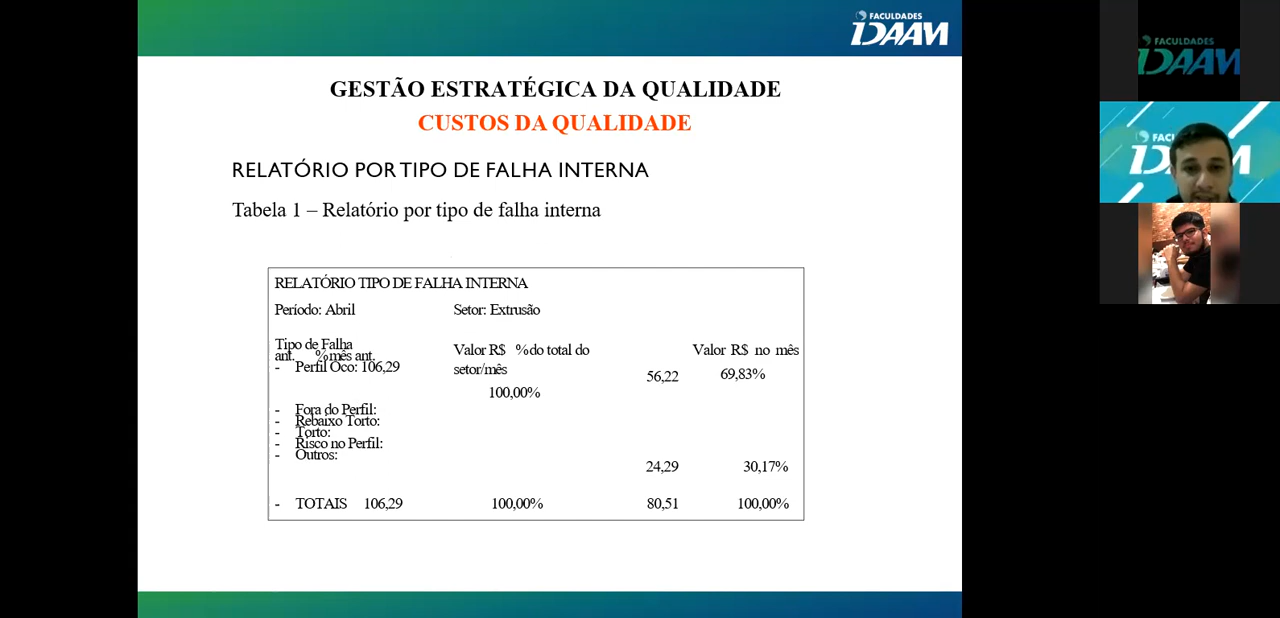 FACULDADES
IDAAM
GESTÃO ESTRATÉGICA DA QUALIDADE
CUSTOS DA QUALIDADE
RELATÓRIO POR TIPO DE FALHA INTERNA
Tabela 1 – Relatório por tipo de falha interna
RELATÓRIO TIPO DE FALHA INTERNA
Período: Abril Setor: Extrusão
Tipo de Falha Valor R$ % do total do Valor R$ no mês
ant. % mês ant. setor/mês
- Perfil Oco: 106,29 100,00% 56,22 69,83%
- Fora do Perfil:
- Rebaixo Torto:
- Torto:
- Risco no Perfil:
- Outros: 24,29 30,17%
- TOTAIS 106,29 100,00% 80,51 100,00%
FACULDADES
IDAAM